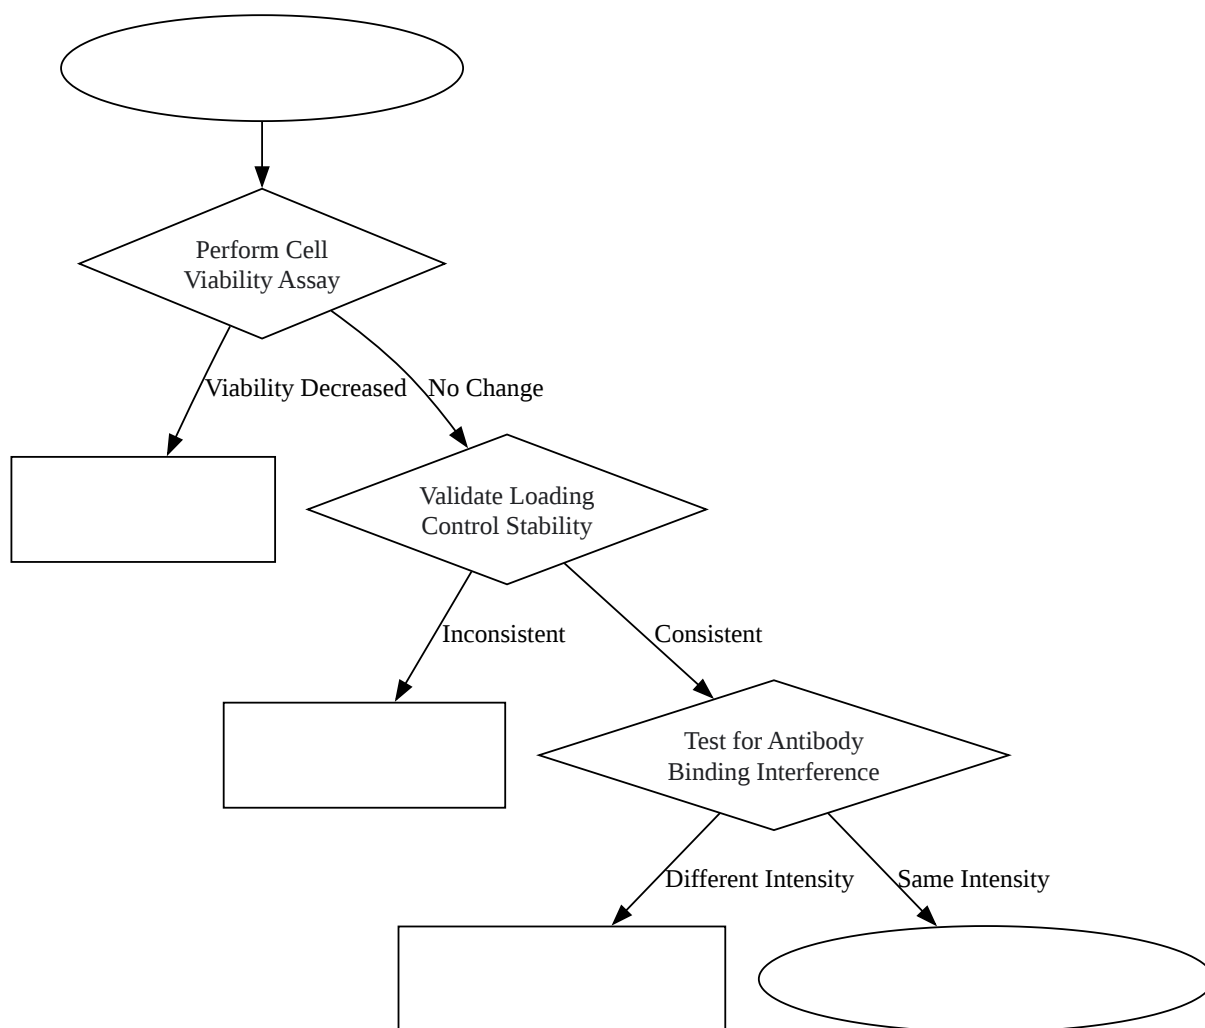 Perform Cell
Viability Assay
Viability Decreased
No Change
Validate Loading
Control Stability
Inconsistent
Consistent
Test for Antibody
Binding Interference
Different Intensity
Same Intensity